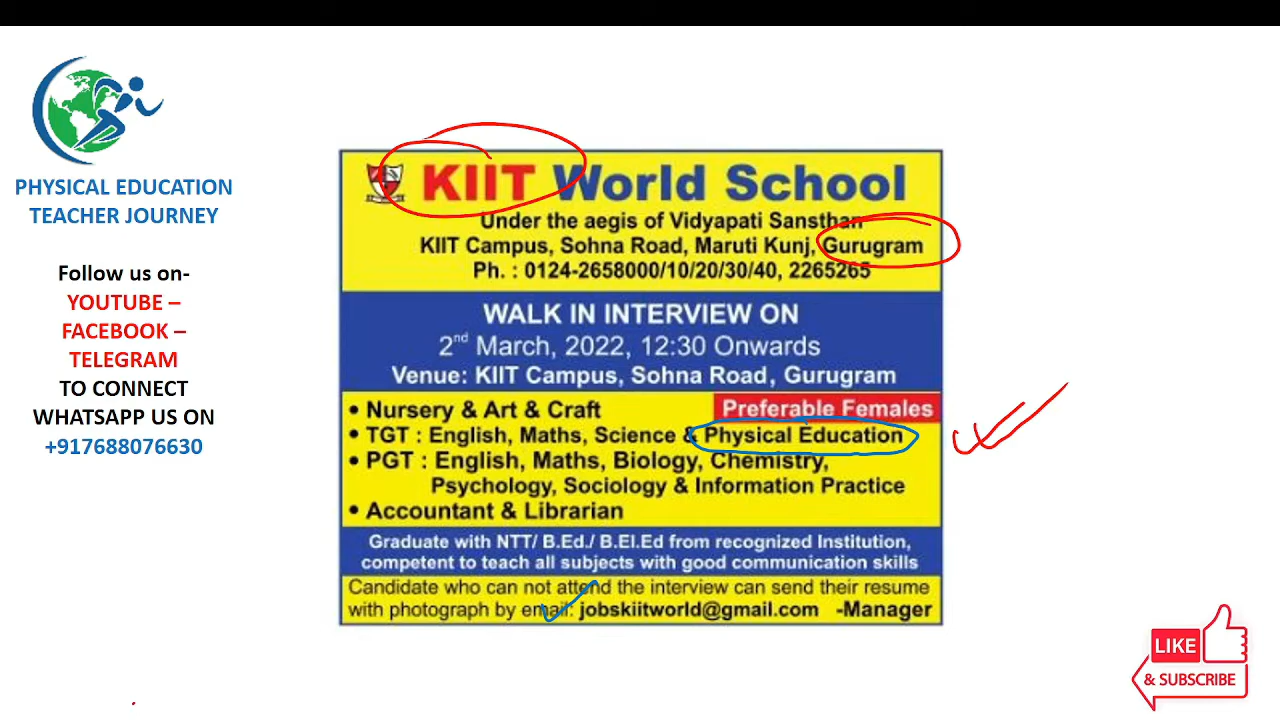 PHYSICAL EDUCATION
TEACHER JOURNEY
Follow us on-
YOUTUBE –
FACEBOOK –
TELEGRAM
TO CONNECT
WHATSAPP US ON
+917688076630
KIIT World School
Under the aegis of Vidyapati Sansthan
KIIT Campus, Sohna Road, Maruti Kunj, Gurugram
Ph. : 0124-2658000/10/20/30/40, 2265265
WALK IN INTERVIEW ON
2nd March, 2022, 12:30 Onwards
Venue: KIIT Campus, Sohna Road, Gurugram
• Nursery & Art & Craft
Preferable Females
• TGT : English, Maths, Science & Physical Education
• PGT : English, Maths, Biology, Chemistry,
Psychology, Sociology & Information Practice
• Accountant & Librarian
Graduate with NTT/ B.Ed./ B.El.Ed from recognized Institution,
competent to teach all subjects with good communication skills
Candidate who can not attend the interview can send their resume
with photograph by email: jobskiitworld@gmail.com -Manager
LIKE
& SUBSCRIBE